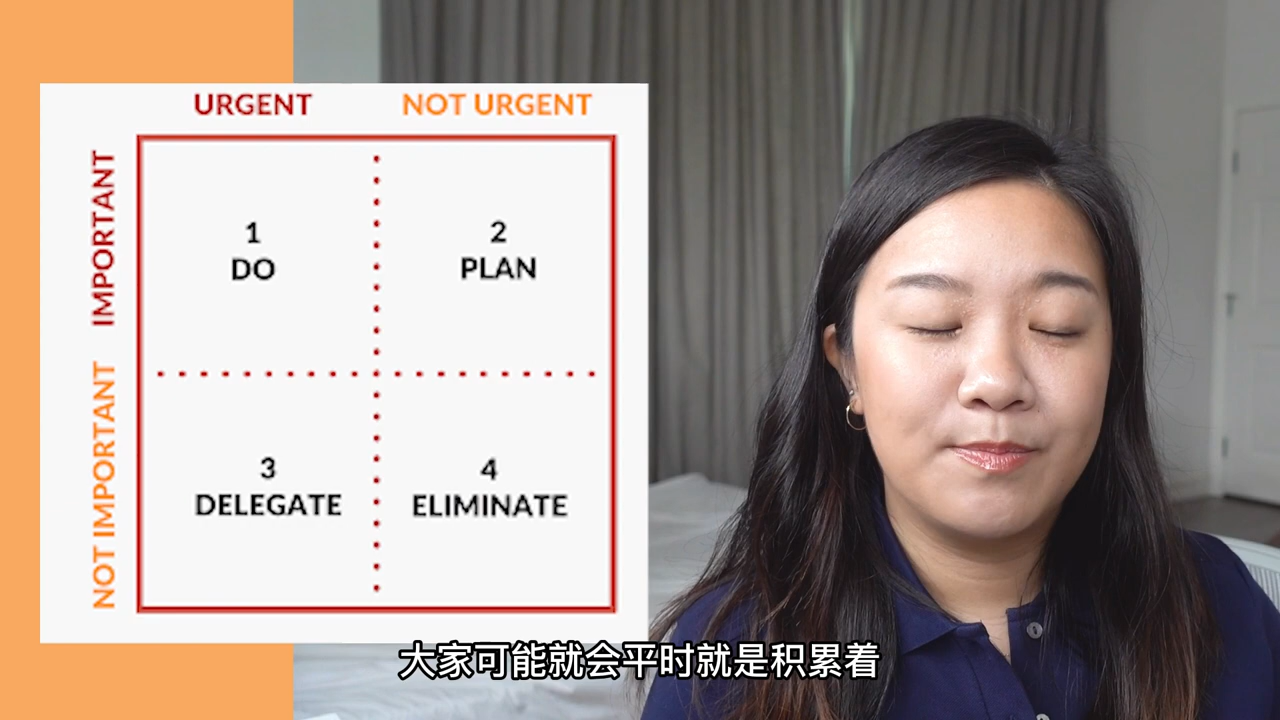 URGENT
NOT URGENT
IMPORTANT
1
DO
2
PLAN
NOT IMPORTANT
3
DELEGATE
4
ELIMINATE
大家可能就会平时就是积累着